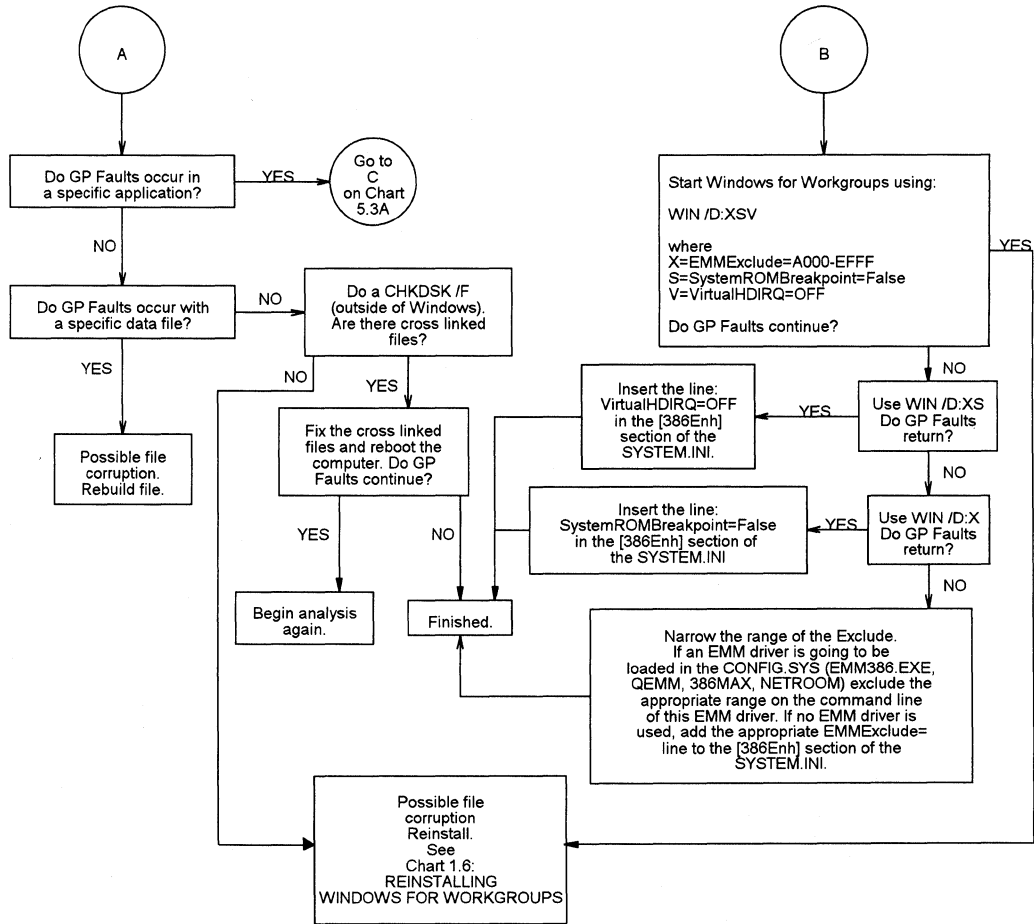 A
Do GP Faults occur in
a specific application?
YES
Go to
C
on Chart
5.3A
NO
Do GP Faults occur with
a specific data file?
NO
Do a CHKDSK /F
(outside of Windows).
Are there cross linked
files?
YES
Possible file
corruption.
Rebuild file.
NO
YES
Fix the cross linked
files and reboot the
computer. Do GP
Faults continue?
YES
NO
Begin analysis
again.
Finished.
B
Start Windows for Workgroups using:
WIN /D:XSV
where
X=EMMExclude=A000-EFFF
S=SystemROMBreakpoint=False
V=VirtualHDIRQ=OFF
Do GP Faults continue?
YES
NO
Use WIN /D:XS
Do GP Faults
return?
YES
Insert the line:
VirtualHDIRQ=OFF
in the [386Enh]
section of the
SYSTEM.INI.
NO
Use WIN /D:X
Do GP Faults
return?
YES
Insert the line:
SystemROMBreakpoint=False
in the [386Enh] section of
the SYSTEM.INI
NO
Narrow the range of the Exclude.
If an EMM driver is going to be
loaded in the CONFIG.SYS (EMM386.EXE,
QEMM, 386MAX, NETROOM) exclude the
appropriate range on the command line
of this EMM driver. If no EMM driver is
used, add the appropriate EMMExclude=
line to the [386Enh] section of the
SYSTEM.INI.
Possible file
corruption
Reinstall.
See
Chart 1.6:
REINSTALLING
WINDOWS FOR WORKGROUPS